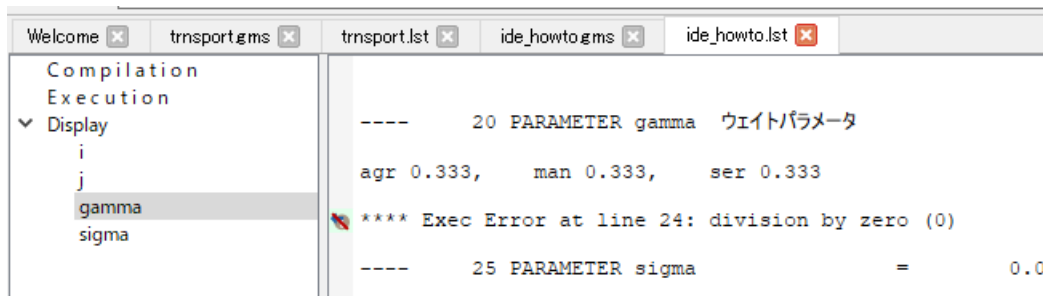 Welcome trnsport.gms trnsport.lst ide_howto.gms ide_howto.lst
Compilation
Execution
Display
i
j
gamma
sigma
---- 20 PARAMETER gamma ウェイトパラメータ
agr 0.333, man 0.333, ser 0.333
**** Exec Error at line 24: division by zero (0)
---- 25 PARAMETER sigma = 0.0